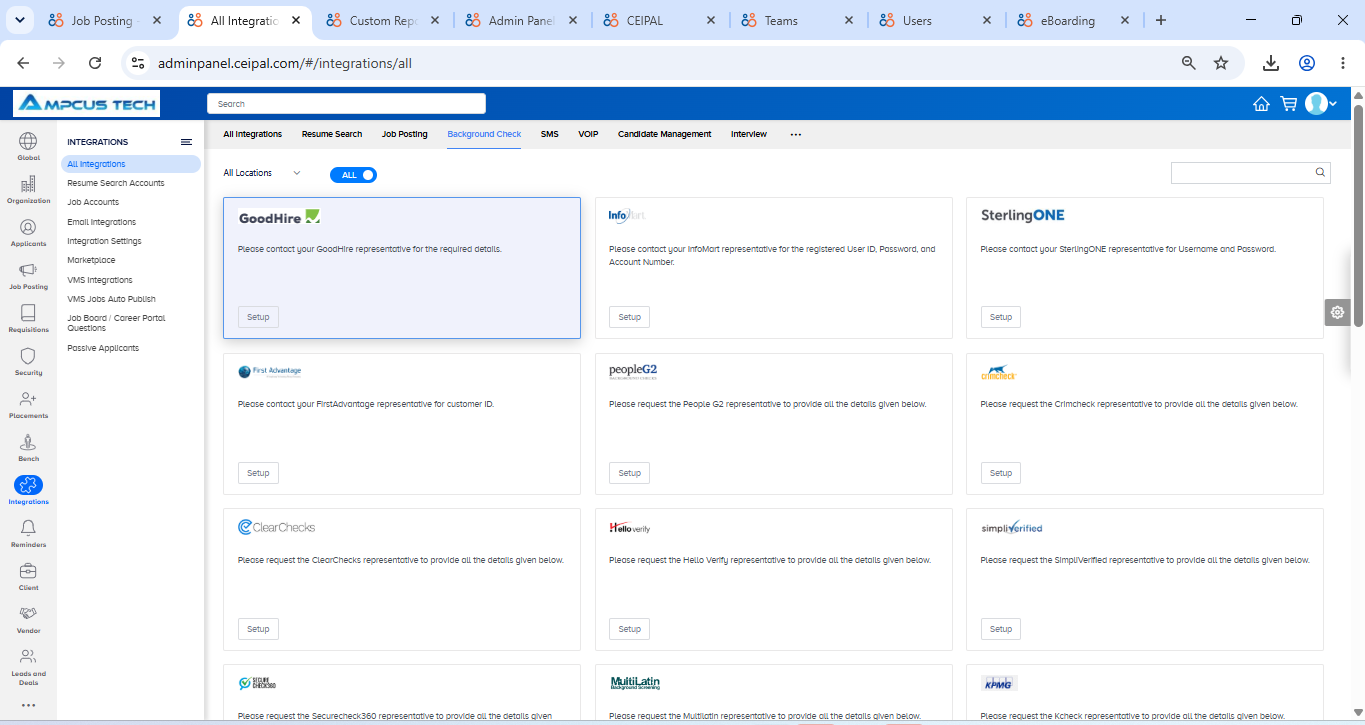 Job Posting -
All Integratio
Custom Repo
Admin Panel
CEIPAL
Teams
Users
eBoarding
adminpanel.ceipal.com/#/integrations/all
AMPCUS TECH
Search
Global
Organization
Applicants
Job Posting
Requisitions
Security
Placements
Bench
Integrations
Reminders
Client
Vendor
Leads and
Deals
INTEGRATIONS
All Integrations
Resume Search Accounts
Job Accounts
Email Integrations
Integration Settings
Marketplace
VMS Integrations
VMS Jobs Auto Publish
Job Board / Career Portal
Questions
Passive Applicants
All Integrations
Resume Search
Job Posting
Background Check
SMS
VOIP
Candidate Management
Interview
All Locations
ALL
GoodHire
Please contact your GoodHire representative for the required details.
Setup
InfoMart
Please contact your InfoMart representative for the registered User ID, Password, and
Account Number.
Setup
SterlingONE
Please contact your SterlingONE representative for Username and Password.
Setup
First Advantage
Please contact your FirstAdvantage representative for customer ID.
Setup
peopleG2
Please request the People G2 representative to provide all the details given below.
Setup
crimcheck
Please request the Crimcheck representative to provide all the details given below.
Setup
ClearChecks
Please request the ClearChecks representative to provide all the details given below.
Setup
Hello verify
Please request the Hello Verify representative to provide all the details given below.
Setup
simpliverified
Please request the SimpliVerified representative to provide all the details given below.
Setup
SECURE
CHECK360
Please request the Securecheck360 representative to provide all the details given
MultiLatin
Background Screening
Please request the Multilatin representative to provide all the details given below.
KPMG
Please request the Kcheck representative to provide all the details given below.